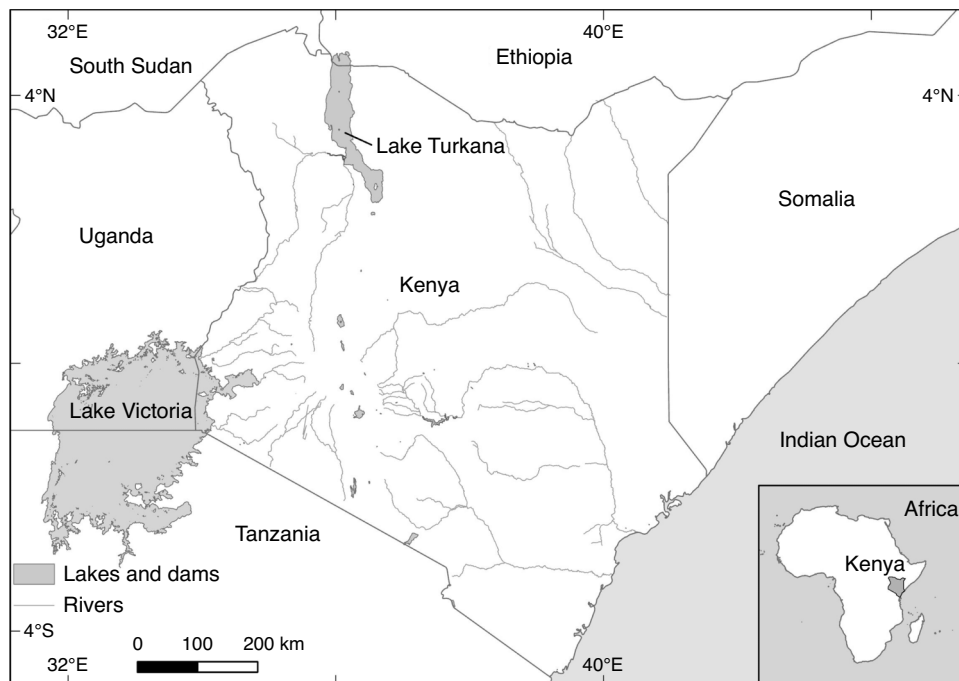 32°E
40°E
South Sudan
Ethiopia
4°N
4°N
Lake Turkana
Somalia
Uganda
Kenya
Lake Victoria
Indian Ocean
Tanzania
Africa
Kenya
Lakes and dams
Rivers
4°S
0 100 200 km
32°E
40°E